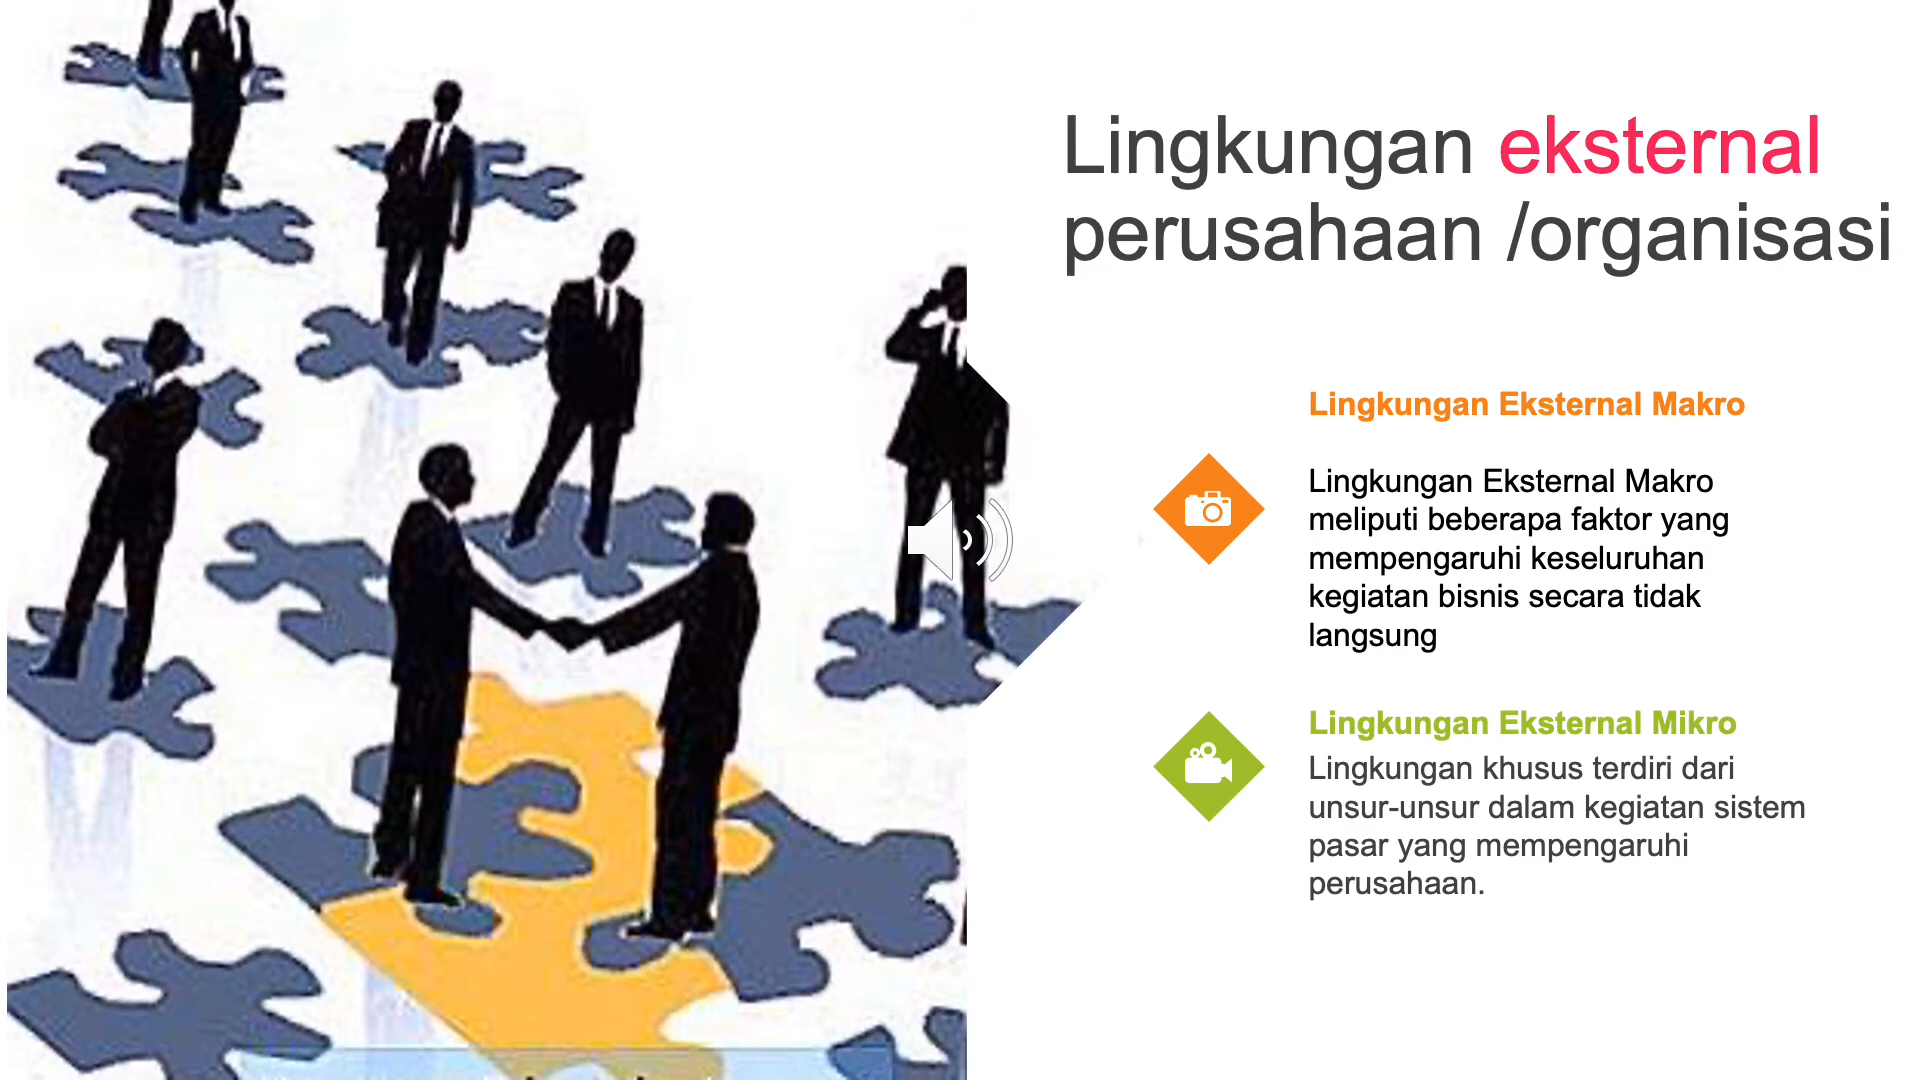 Lingkungan eksternal
perusahaan /organisasi
Lingkungan Eksternal Makro
Lingkungan Eksternal Makro
meliputi beberapa faktor yang
mempengaruhi keseluruhan
kegiatan bisnis secara tidak
langsung
Lingkungan Eksternal Mikro
Lingkungan khusus terdiri dari
unsur-unsur dalam kegiatan sistem
pasar yang mempengaruhi
perusahaan.